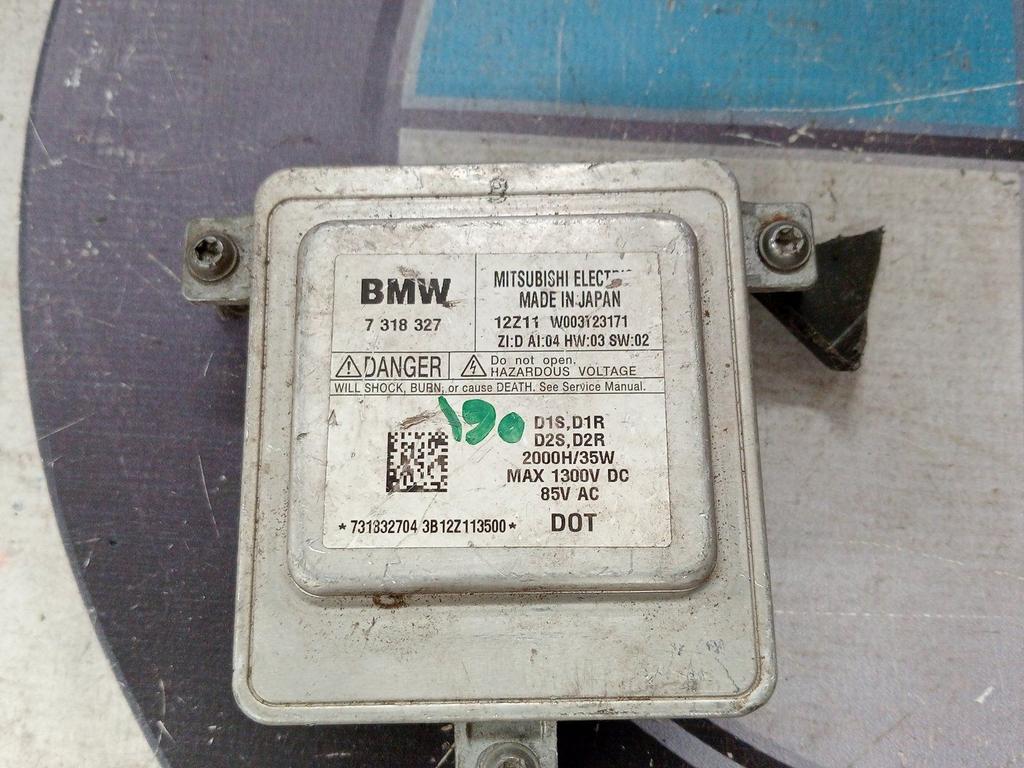 BMW
7 318 327
MITSUBISHI
MADE IN JAPAN
12Z11 W003123171
ZI:D AI:04 HW:03 SW:02
DANGER
Do not open.
HAZARDOUS VOLTAGE
WILL SHOCK, BURN, or cause DEATH. See Service Manual.
190
D1S,D1R
D2S,D2R
2000H/35W
MAX 1300V DC
85V AC
*731832704 3B12Z113500*
DOT